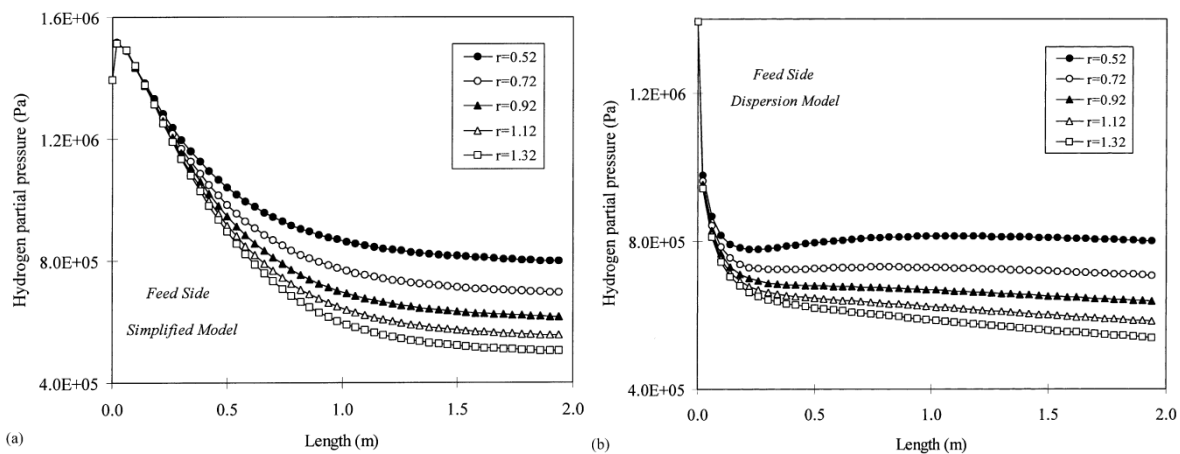 1.6E+06
1.2E+06
8.0E+05
4.0E+05
Hydrogen partial pressure (Pa)
r=0.52
r=0.72
r=0.92
r=1.12
r=1.32
Feed Side
Simplified Model
0.0 0.5 1.0 1.5 2.0
(a)
Length (m)
1.2E+06
8.0E+05
4.0E+05
Hydrogen partial pressure (Pa)
Feed Side
Dispersion Model
r=0.52
r=0.72
r=0.92
r=1.12
r=1.32
0.0 0.5 1.0 1.5 2.0
(b)
Length (m)